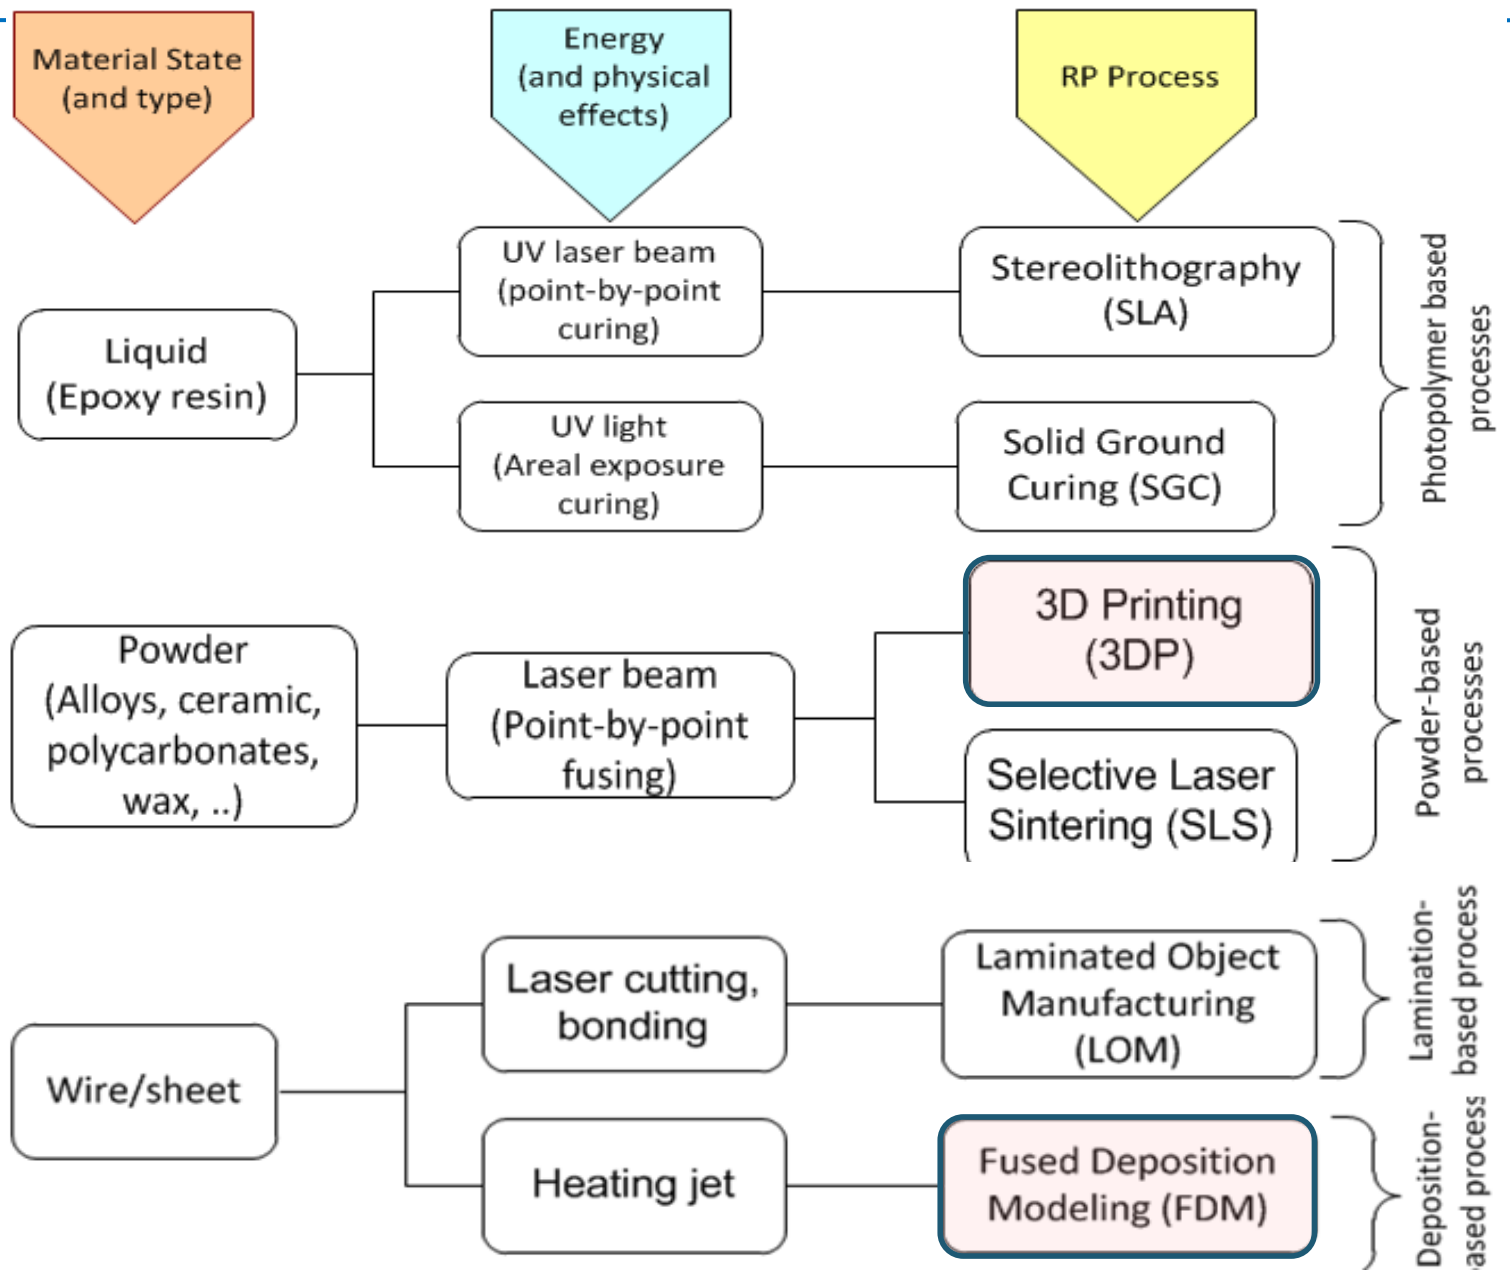 Material State
(and type)
Energy
(and physical
effects)
RP Process
Liquid
(Epoxy resin)
UV laser beam
(point-by-point
curing)
Stereolithography
(SLA)
UV light
(Areal exposure
curing)
Solid Ground
Curing (SGC)
Photopolymer based
processes
Powder
(Alloys, ceramic,
polycarbonates,
wax, ..)
Laser beam
(Point-by-point
fusing)
3D Printing
(3DP)
Selective Laser
Sintering (SLS)
Powder-based
processes
Wire/sheet
Laser cutting,
bonding
Laminated Object
Manufacturing
(LOM)
Lamination-
based process
Heating jet
Fused Deposition
Modeling (FDM)
Deposition-
ased process